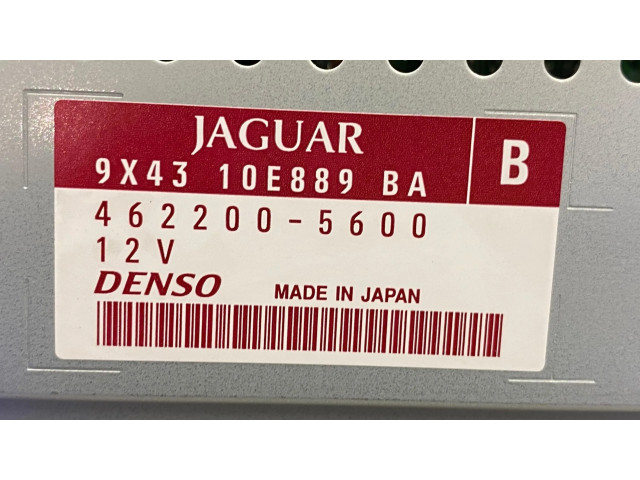 JAGUAR
9X43 10E889 BA
B
462200-5600
12V
DENSO MADE IN JAPAN